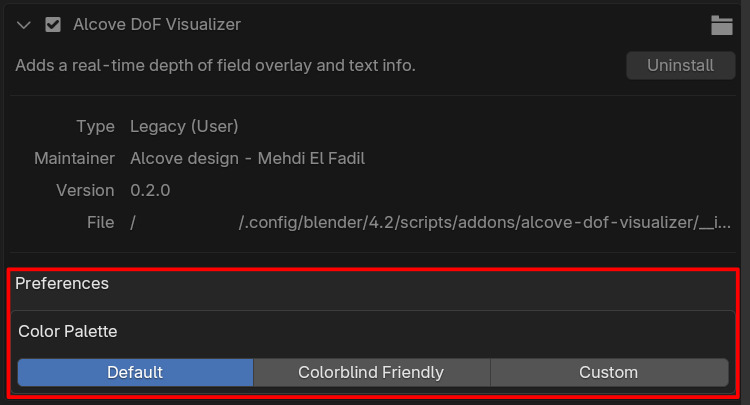 Alcove DoF Visualizer
Adds a real-time depth of field overlay and text info.
Uninstall
Type Legacy (User)
Maintainer Alcove design - Mehdi El Fadil
Version 0.2.0
File / /.config/blender/4.2/scripts/addons/alcove-dof-visualizer/__i...
Preferences
Color Palette
Default Colorblind Friendly Custom